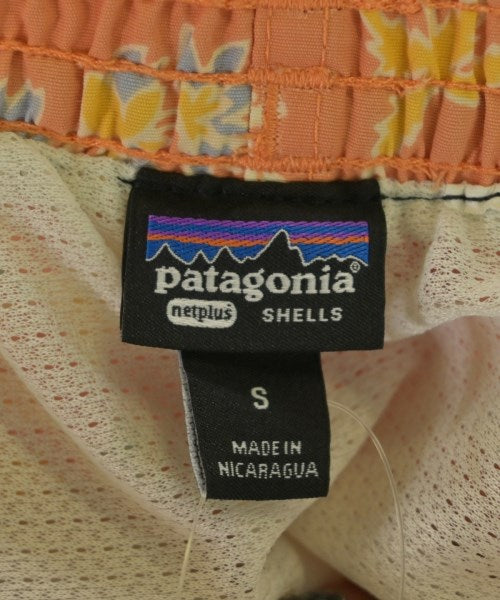 patagonia®
netplus SHELLS
S
MADE IN
NICARAGUA